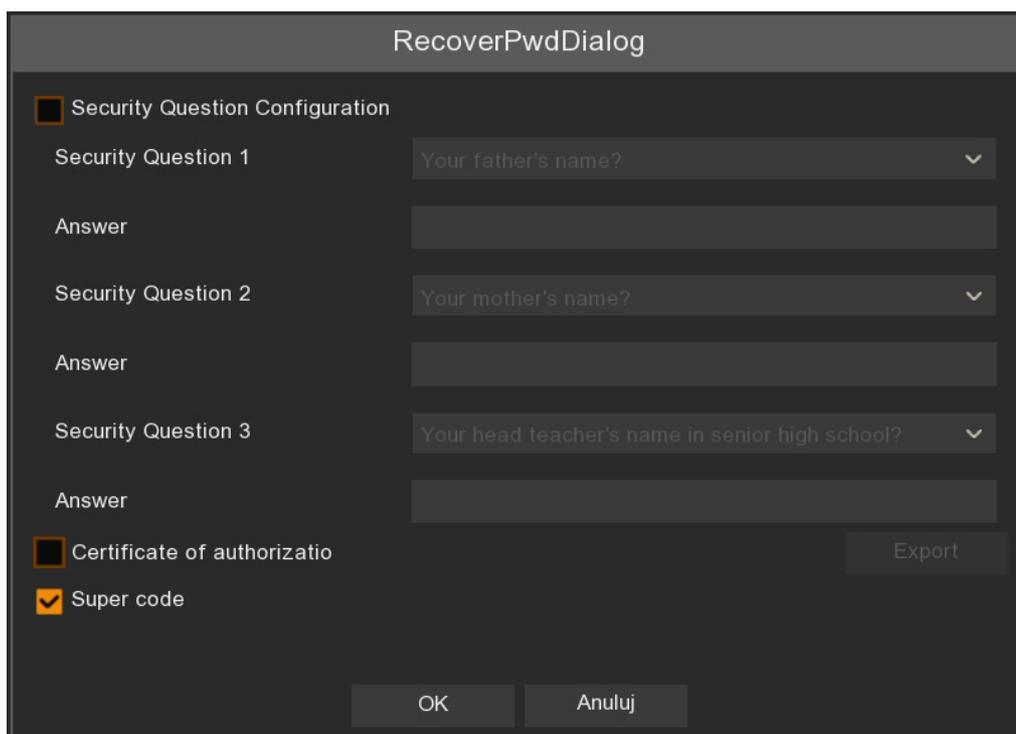 RecoverPwdDialog
Security Question Configuration
Security Question 1 Your father's name?
Answer
Security Question 2 Your mother's name?
Answer
Security Question 3 Your head teacher's name in senior high school?
Answer
Certificate of authorizatio Export
Super code
OK Anuluj